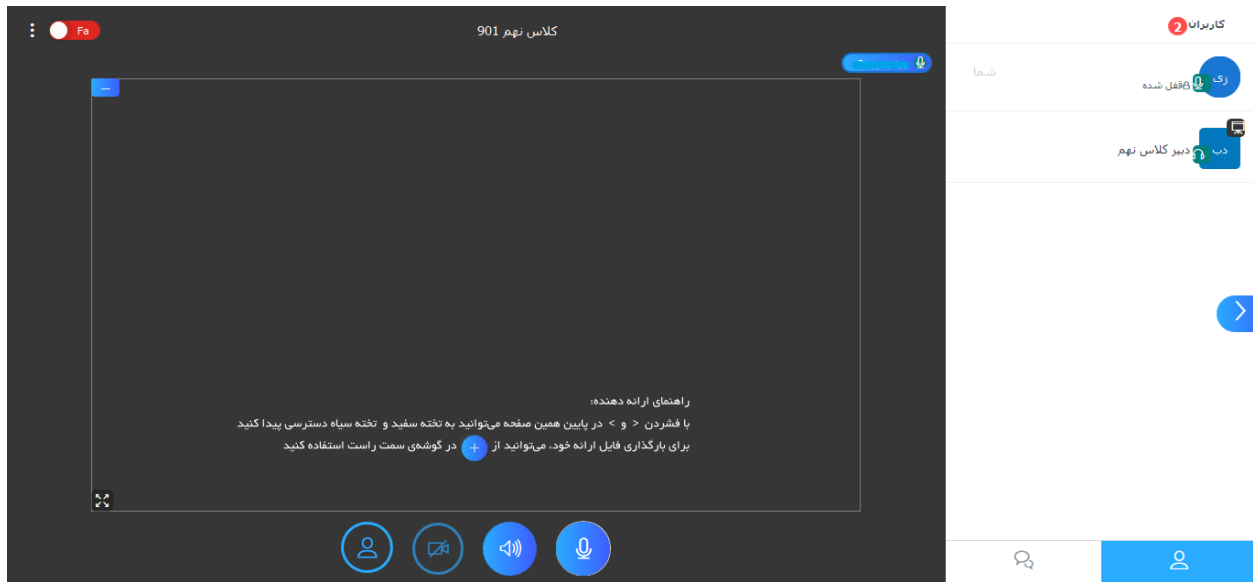 Fa
کلاس نهم 901
کاربران 2
زی
شما
قفل شده
دب
دبیر کلاس نهم
راهنمای ارائه دهنده:
با فشردن < و > در پایین همین صفحه می‌توانید به تخته سفید و تخته سیاه دسترسی پیدا کنید
برای بارگذاری فایل ارائه خود، می‌توانید از + در گوشه‌ی سمت راست استفاده کنید